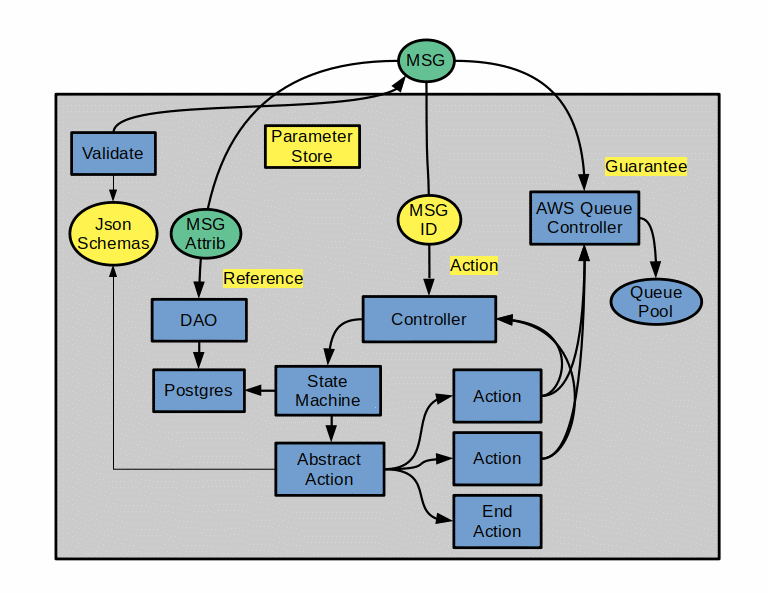 MSG
Parameter
Store
Validate
Guarantee
Json
Schemas
MSG
Attrib
MSG
ID
AWS Queue
Controller
Reference
Action
Queue
Pool
DAO
Controller
Postgres
State
Machine
Action
Abstract
Action
Action
End
Action